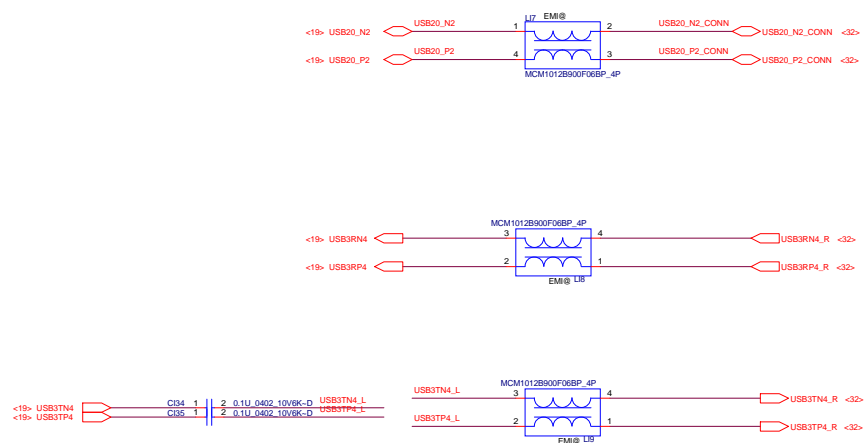 LI7 EMI@
<19> USB20_N2 USB20_N2 1 2 USB20_N2_CONN USB20_N2_CONN <32>
<19> USB20_P2 USB20_P2 4 3 USB20_P2_CONN USB20_P2_CONN <32>
MCM1012B900F06BP_4P
MCM1012B900F06BP_4P
<19> USB3RN4 3 4 USB3RN4_R <32>
<19> USB3RP4 2 1 USB3RP4_R <32>
EMI@ LI8
MCM1012B900F06BP_4P
USB3TN4_L 3 4 USB3TN4_R <32>
<19> USB3TN4 CI34 1 2 0.1U_0402_10V6K~D USB3TN4_L
<19> USB3TP4 CI35 1 2 0.1U_0402_10V6K~D USB3TP4_L
USB3TP4_L 2 1 USB3TP4_R <32>
EMI@ LI9